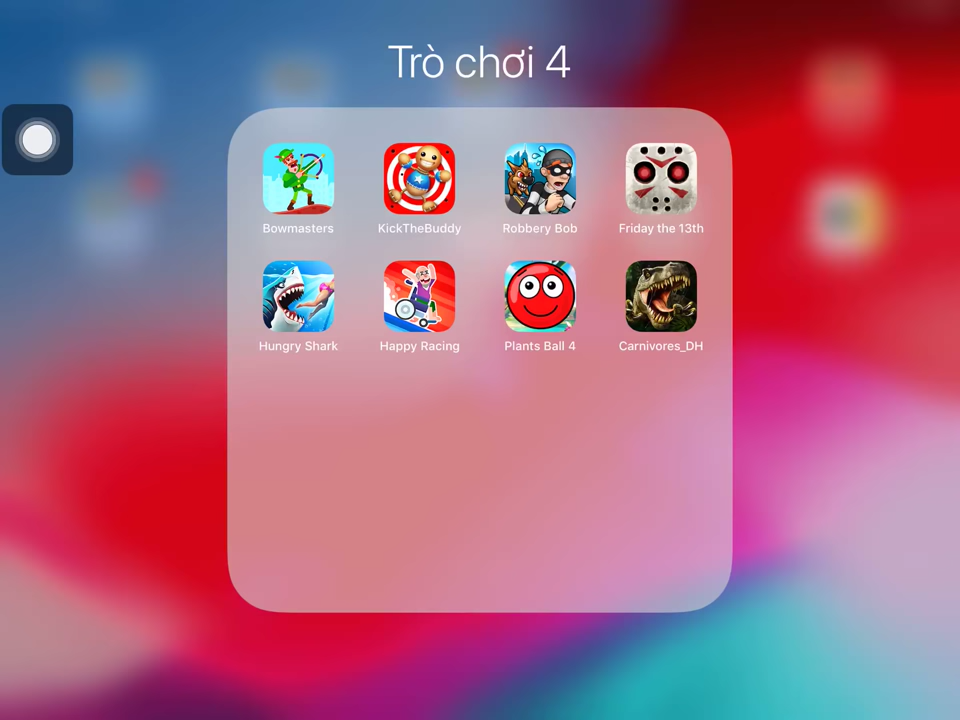 Trò chơi 4
Bowmasters
KickTheBuddy
Robbery Bob
Friday the 13th
Hungry Shark
Happy Racing
Plants Ball 4
Carnivores_DH